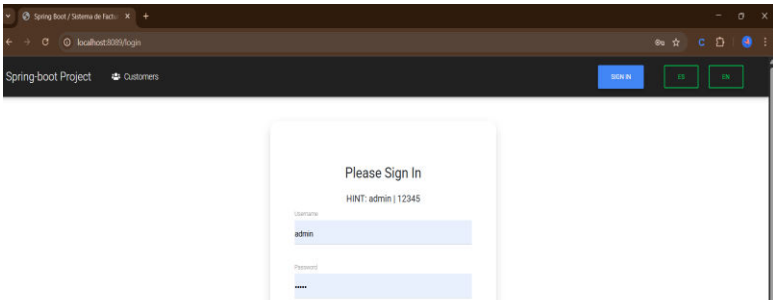 Spring Boot / Sistema de Factu
localhost:8089/login
Spring-boot Project Customers SIGN IN ES EN
Please Sign In
HINT: admin | 12345
Username
admin
Password
•••••